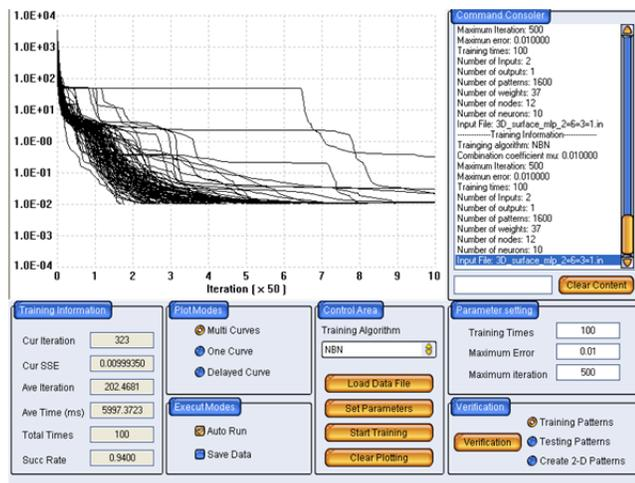 1.0E+04
1.0E+03
1.0E+02
1.0E+01
1.0E-00
1.0E-01
1.0E-02
1.0E-03
1.0E-04
0 1 2 3 4 5 6 7 8 9 10
Iteration ( × 50 )
Command Consoler
Maximum Iteration: 500
Maximun error: 0.010000
Training times: 100
Number of Inputs: 2
Number of outputs: 1
Number of patterns: 1600
Number of weights: 37
Number of nodes: 12
Number of neurons: 10
Input File: 3D_surface_mlp_2=6=3=1.in
------------Training Information------------
Trainging algorithm: NBN
Combination coefficient mu: 0.010000
Maximum Iteration: 500
Maximun error: 0.010000
Training times: 100
Number of Inputs: 2
Number of outputs: 1
Number of patterns: 1600
Number of weights: 37
Number of nodes: 12
Number of neurons: 10
Input File: 3D_surface_mlp_2=6=3=1.in
Clear Content
Training Information
Cur Iteration 323
Cur SSE 0.00999350
Ave Iteration 202.4681
Ave Time (ms) 5997.3723
Total Times 100
Succ Rate 0.9400
Plot Modes
Multi Curves
One Curve
Delayed Curve
Execut Modes
Auto Run
Save Data
Control Area
Training Algorithm
NBN
Load Data File
Set Parameters
Start Training
Clear Plotting
Parameter setting
Training Times 100
Maximum Error 0.01
Maximum iteration 500
Verification
Verification
Training Patterns
Testing Patterns
Create 2-D Patterns